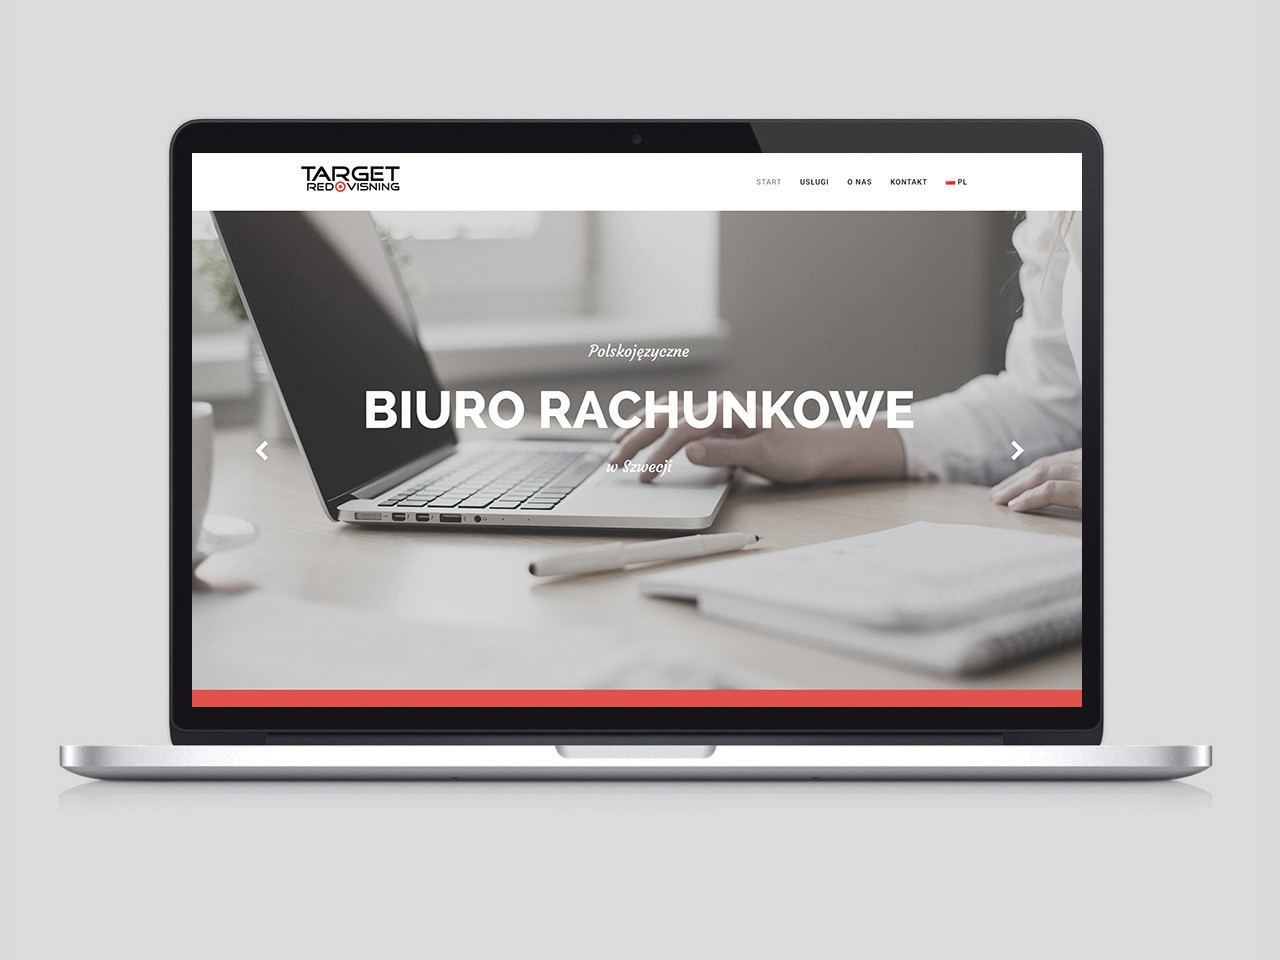 TARGET
REDOVISNING
START USŁUGI O NAS KONTAKT PL
Polskojęzyczne
BIURO RACHUNKOWE
w Szwecji